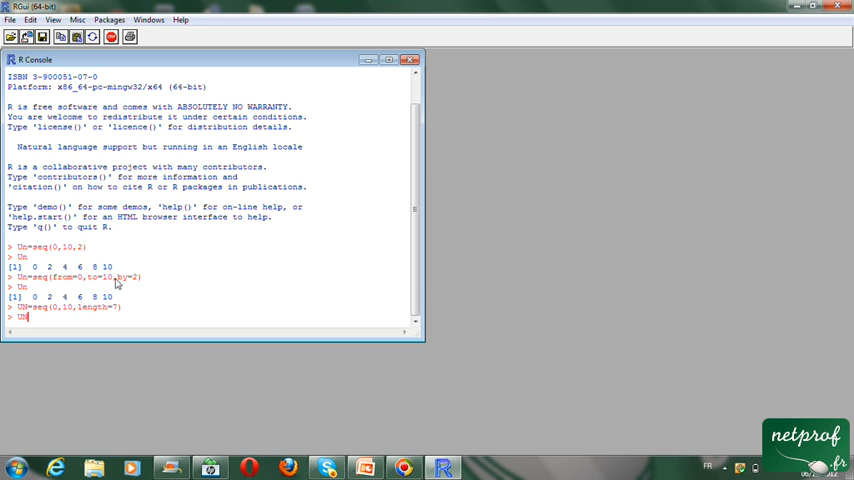 RGui (64-bit)
File Edit View Misc Packages Windows Help
R Console
ISBN 3-900051-07-0
Platform: x86_64-pc-mingw32/x64 (64-bit)
R is free software and comes with ABSOLUTELY NO WARRANTY.
You are welcome to redistribute it under certain conditions.
Type 'license()' or 'licence()' for distribution details.
Natural language support but running in an English locale
R is a collaborative project with many contributors.
Type 'contributors()' for more information and
'citation()' on how to cite R or R packages in publications.
Type 'demo()' for some demos, 'help()' for on-line help, or
'help.start()' for an HTML browser interface to help.
Type 'q()' to quit R.
> Un=seq(0,10,2)
> Un
[1] 0 2 4 6 8 10
> Un=seq(from=0,to=10,by=2)
> Un
[1] 0 2 4 6 8 10
> UN=seq(0,10,length=7)
> UN
netprof
.fr
FR